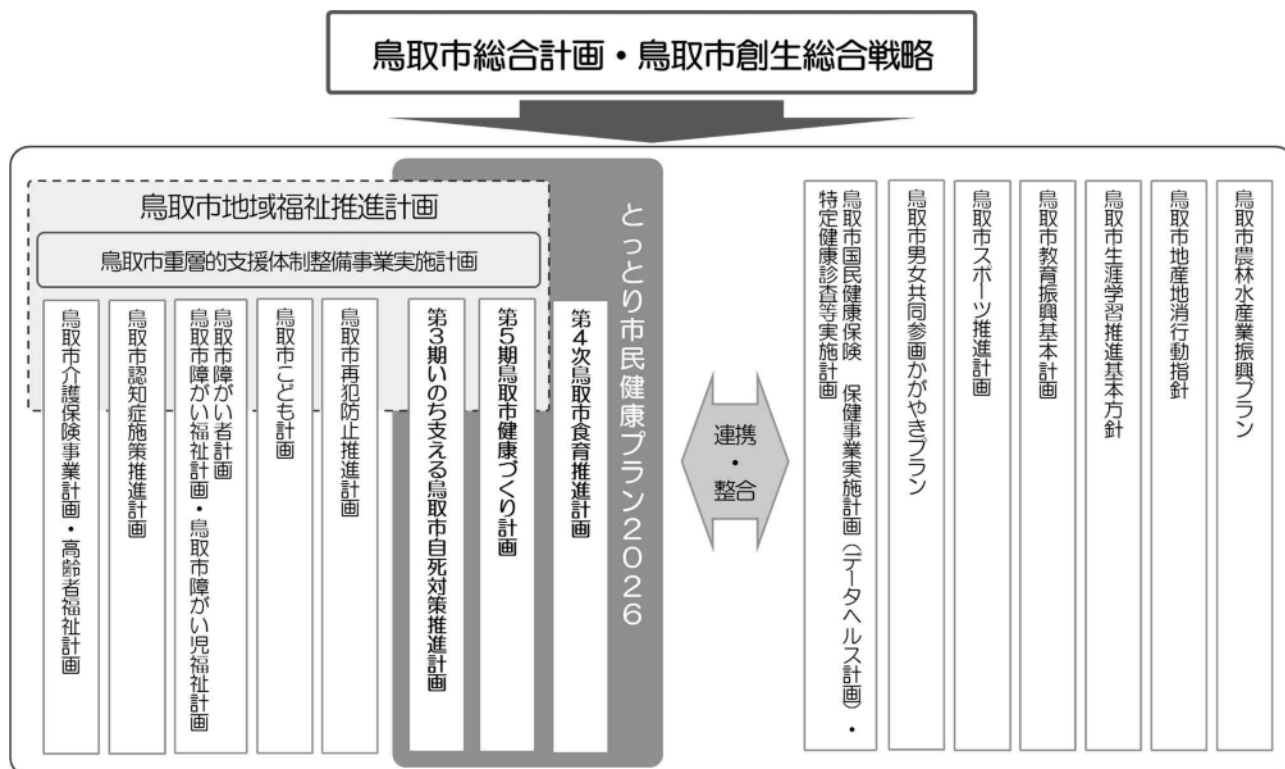 鳥取市総合計画・鳥取市創生総合戦略
鳥取市地域福祉推進計画
鳥取市重層的支援体制整備事業実施計画
鳥取市介護保険事業計画・高齢者福祉計画
鳥取市認知症施策推進計画
鳥取市障がい者計画
鳥取市障がい福祉計画・鳥取市障がい児福祉計画
鳥取市こども計画
鳥取市再犯防止推進計画
第3期いのち支える鳥取市自死対策推進計画
第5期鳥取市健康づくり計画
第4次鳥取市食育推進計画
とっとり市民健康プラン2026
連携
・
整合
鳥取市国民健康保険 保健事業実施計画(データヘルス計画)・
特定健康診査等実施計画
鳥取市男女共同参画かがやきプラン
鳥取市スポーツ推進計画
鳥取市教育振興基本計画
鳥取市生涯学習推進基本方針
鳥取市地産地消行動指針
鳥取市農林水産業振興プラン